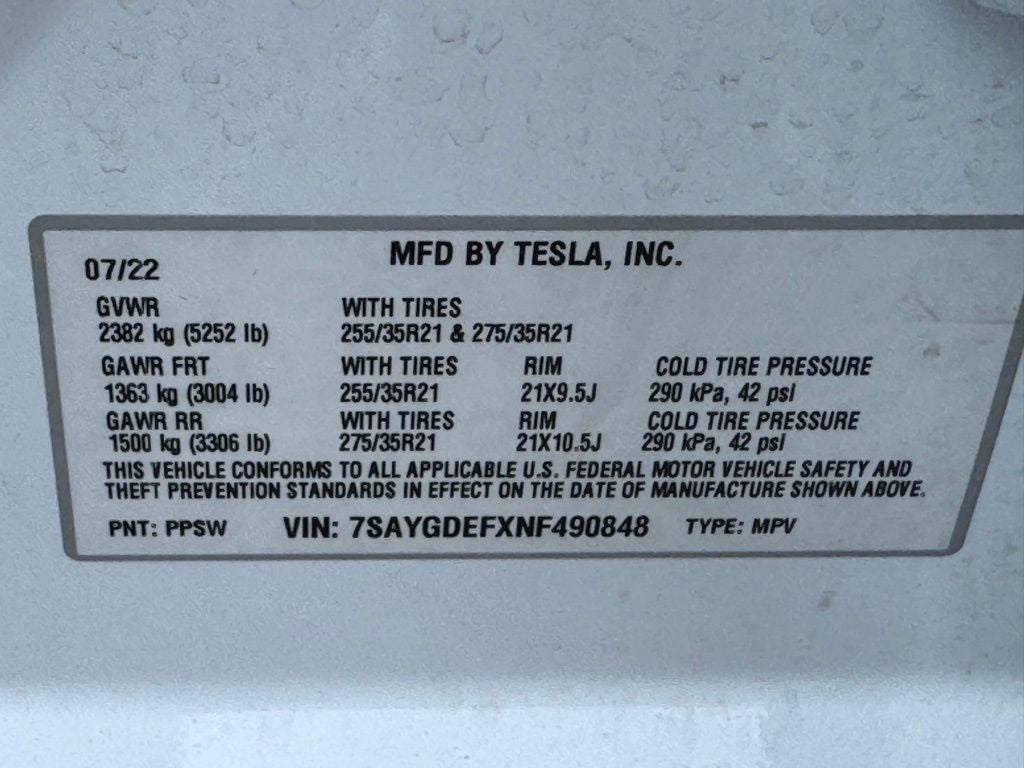 MFD BY TESLA, INC.
07/22
GVWR WITH TIRES
2382 kg (5252 lb) 255/35R21 & 275/35R21
GAWR FRT WITH TIRES RIM COLD TIRE PRESSURE
1363 kg (3004 lb) 255/35R21 21X9.5J 290 kPa, 42 psi
GAWR RR WITH TIRES RIM COLD TIRE PRESSURE
1500 kg (3306 lb) 275/35R21 21X10.5J 290 kPa, 42 psi
THIS VEHICLE CONFORMS TO ALL APPLICABLE U.S. FEDERAL MOTOR VEHICLE SAFETY AND
THEFT PREVENTION STANDARDS IN EFFECT ON THE DATE OF MANUFACTURE SHOWN ABOVE.
PNT: PPSW VIN: 7SAYGDEFXNF490848 TYPE: MPV